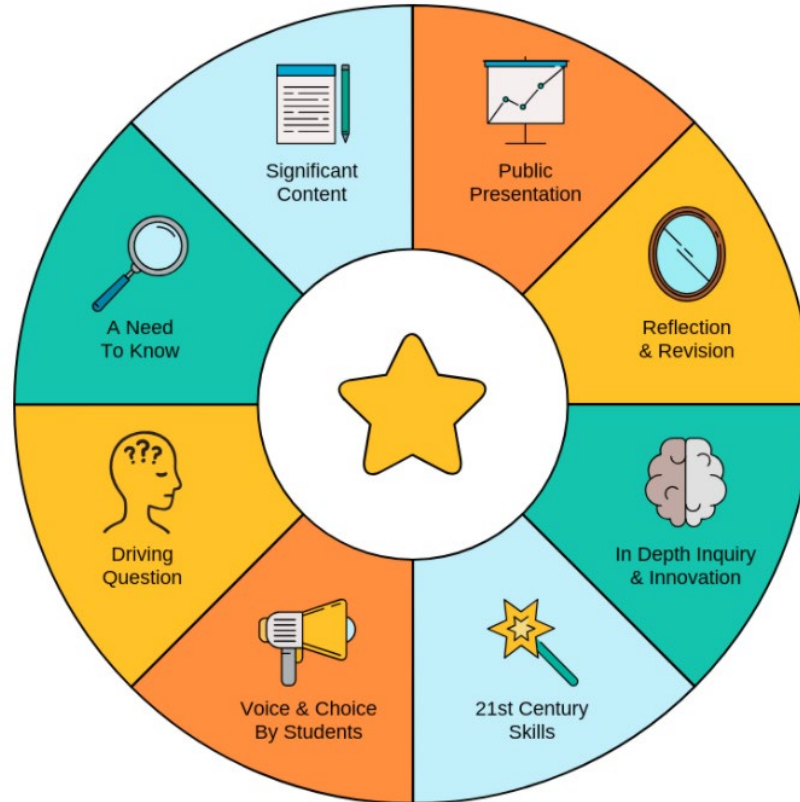 Significant
Content
Public
Presentation
A Need
To Know
Reflection
& Revision
Driving
Question
In Depth Inquiry
& Innovation
Voice & Choice
By Students
21st Century
Skills
???